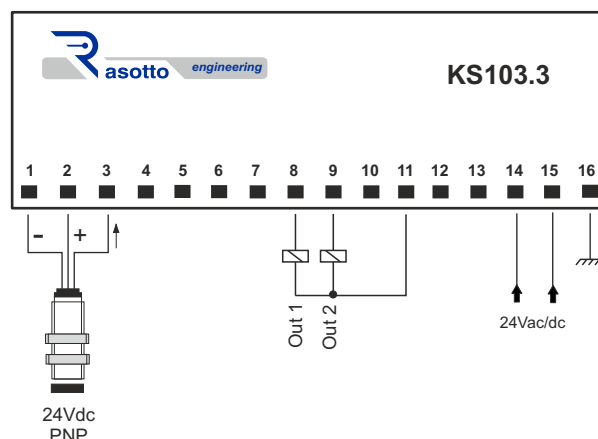 Rasotto engineering
KS103.3
1 2 3 4 5 6 7 8 9 10 11 12 13 14 15 16
- +
Out 1
Out 2
24Vac/dc
24Vdc
PNP